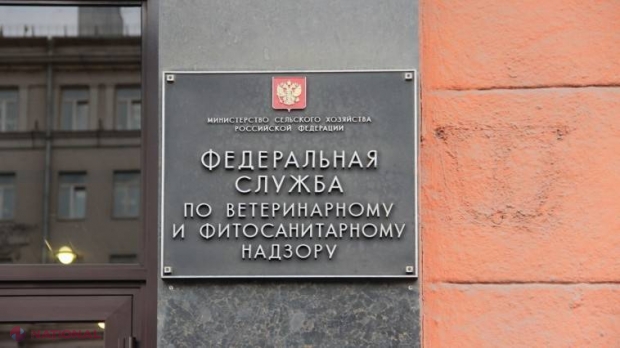 МИНИСТЕРСТВО СЕЛЬСКОГО ХОЗЯЙСТВА
РОССИЙСКОЙ ФЕДЕРАЦИИ
ФЕДЕРАЛЬНАЯ
СЛУЖБА
ПО ВЕТЕРИНАРНОМУ
И ФИТОСАНИТАРНОМУ
НАДЗОРУ